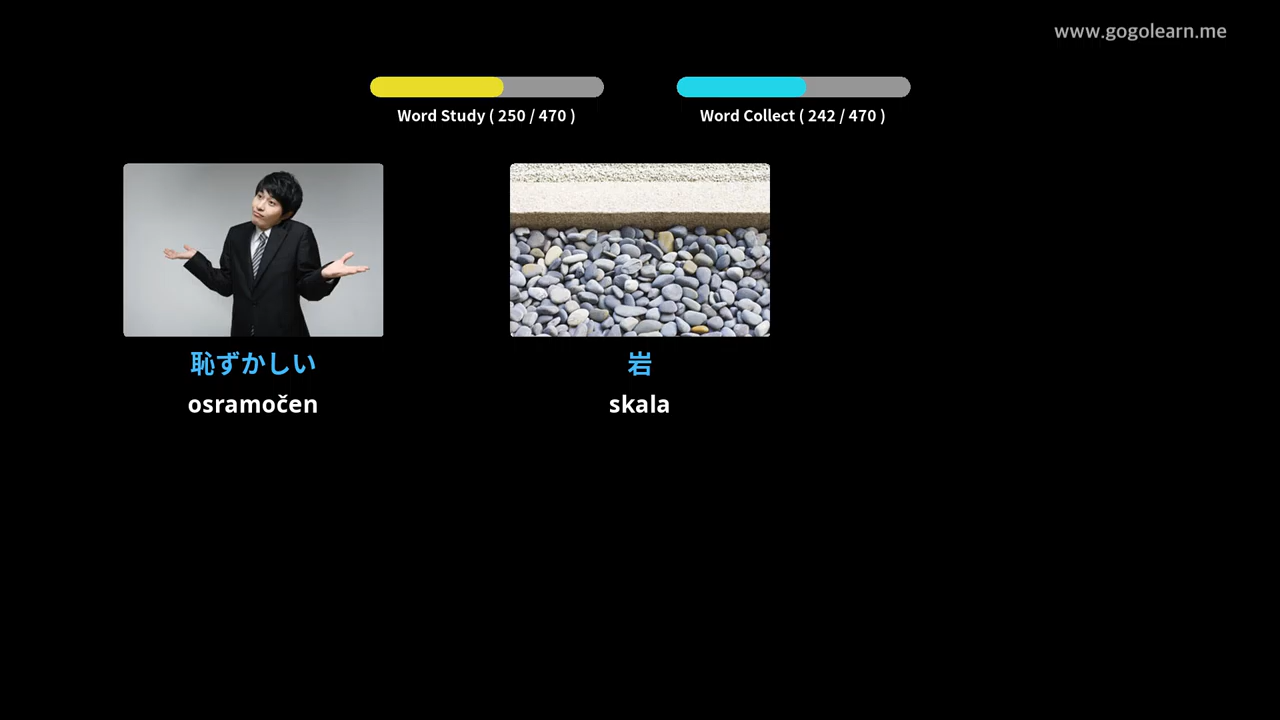 www.gogolearn.me
Word Study ( 250 / 470 )
Word Collect ( 242 / 470 )
恥ずかしい
osramočen
岩
skala